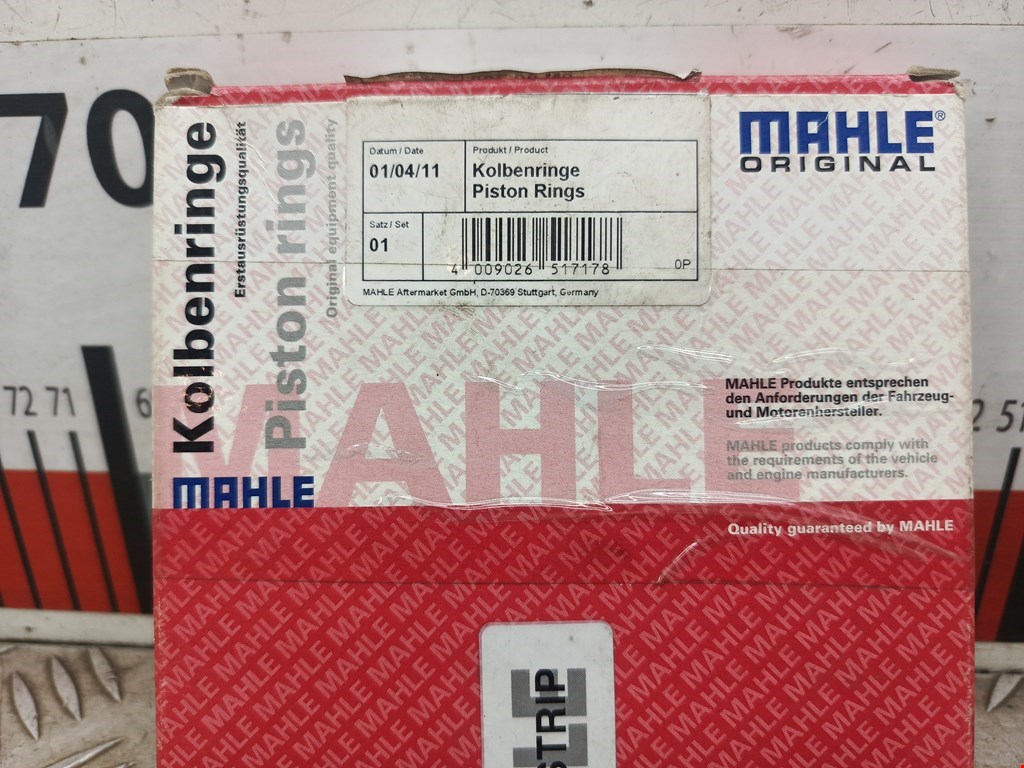 70
Kolbenringe
Erstausrüstungsqualität
Piston rings
Original equipment quality
MAHLE
Datum / Date
01/04/11
Produkt / Product
Kolbenringe
Piston Rings
Satz / Set
01
4 009026 517178
0P
MAHLE Aftermarket GmbH, D-70369 Stuttgart, Germany
MAHLE®
ORIGINAL
MAHLE
MAHLE Produkte entsprechen
den Anforderungen der Fahrzeug-
und Motorenhersteller.
MAHLE products comply with
the requirements of the vehicle
and engine manufacturers.
Quality guaranteed by MAHLE
72 71
STRIP